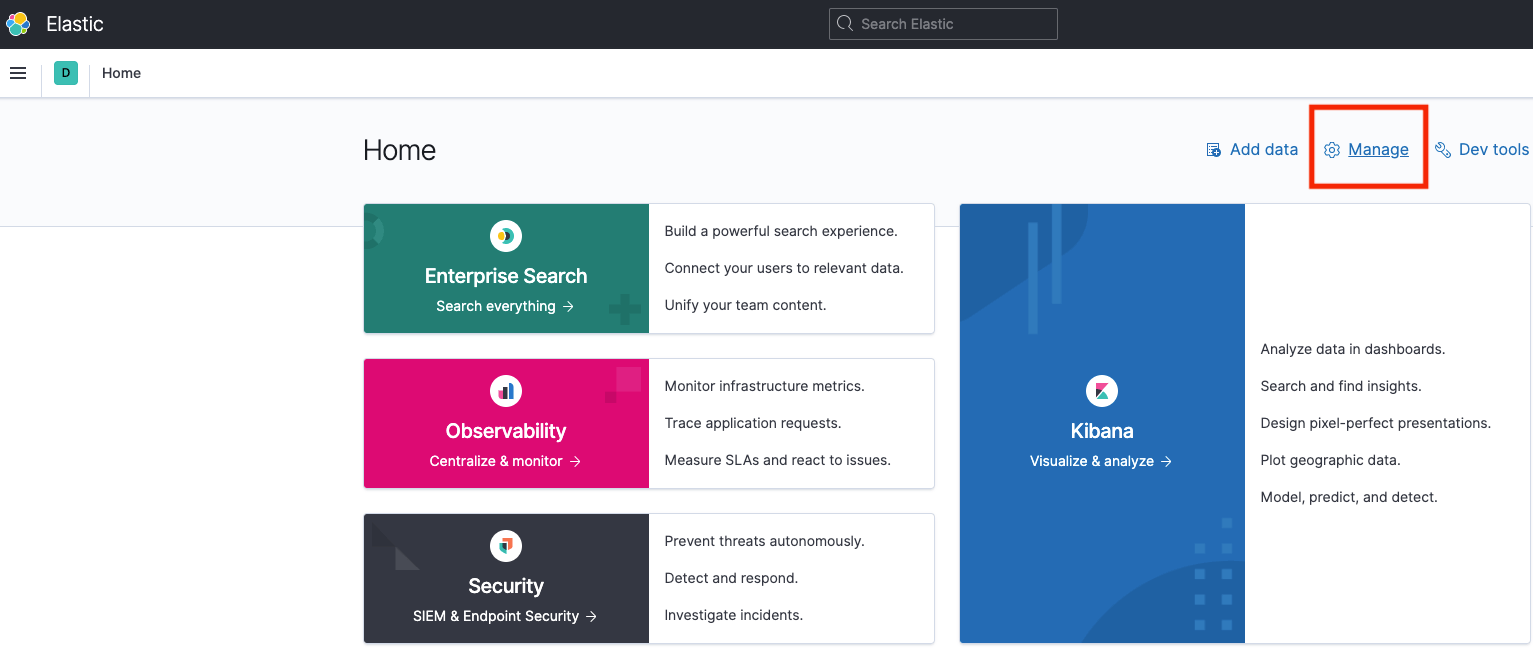 Elastic
Search Elastic
D
Home
Home
Add data
Manage
Dev tools
Enterprise Search
Search everything →
Build a powerful search experience.
Connect your users to relevant data.
Unify your team content.
Observability
Centralize & monitor →
Monitor infrastructure metrics.
Trace application requests.
Measure SLAs and react to issues.
Security
SIEM & Endpoint Security →
Prevent threats autonomously.
Detect and respond.
Investigate incidents.
Kibana
Visualize & analyze →
Analyze data in dashboards.
Search and find insights.
Design pixel-perfect presentations.
Plot geographic data.
Model, predict, and detect.